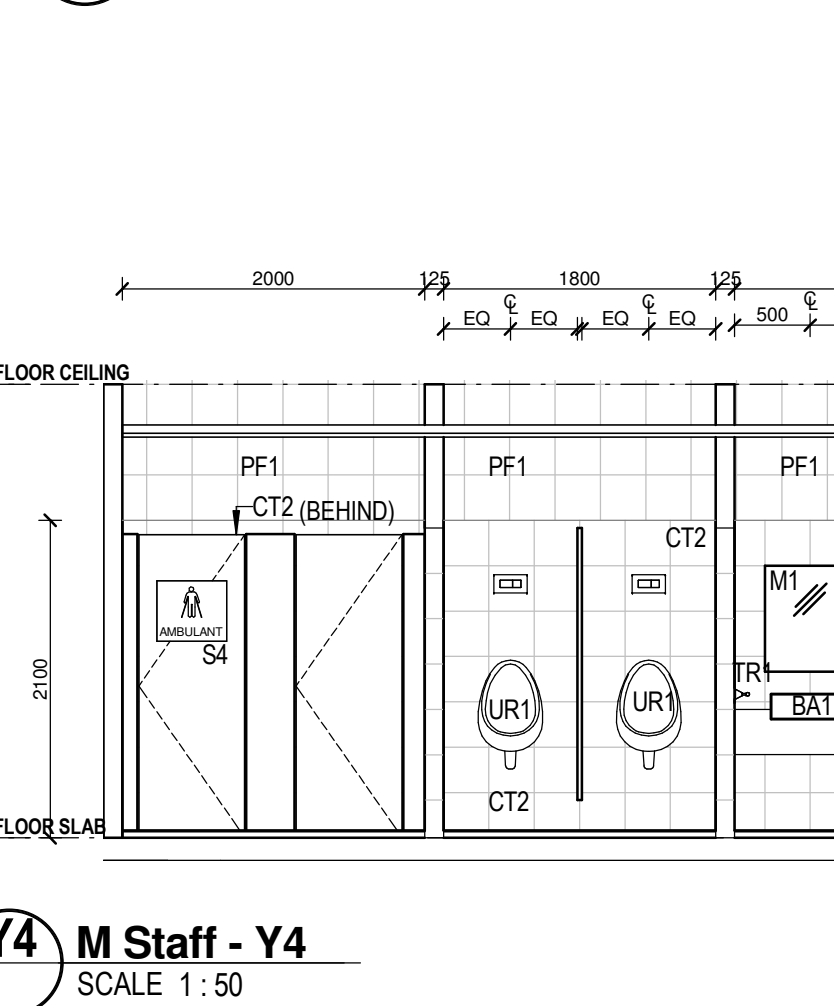 2000 125 1800 125
EQ ℄ EQ EQ ℄ EQ 500 ℄
FLOOR CEILING
PF1 PF1 PF1
CT2 (BEHIND)
CT2
M1
AMBULANT
S4
TR1
2100
UR1 UR1 BA1
CT2
FLOOR SLAB
Y4 M Staff - Y4
SCALE 1 : 50